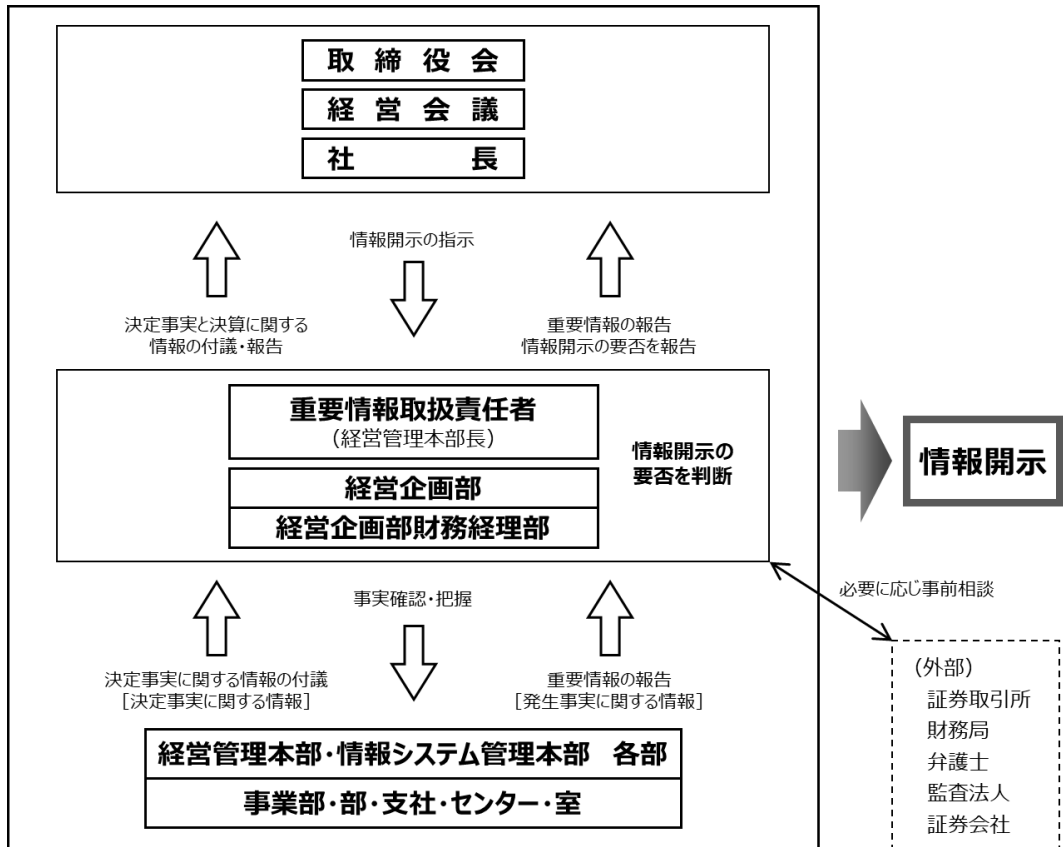 取締役会
経営会議
社長
情報開示の指示
決定事実と決算に関する
情報の付議・報告
重要情報の報告
情報開示の要否を報告
重要情報取扱責任者
（経営管理本部長）
経営企画部
経営企画部財務経理部
情報開示の
要否を判断
情報開示
事実確認・把握
必要に応じ事前相談
決定事実に関する情報の付議
［決定事実に関する情報］
重要情報の報告
［発生事実に関する情報］
経営管理本部・情報システム管理本部　各部
事業部・部・支社・センター・室
（外部）
証券取引所
財務局
弁護士
監査法人
証券会社